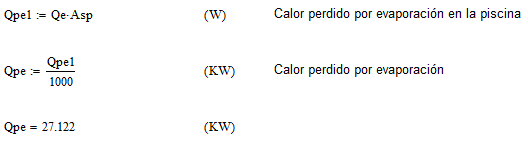 Qpe1 := Qe·Asp (W) Calor perdido por evaporación en la piscina
Qpe := Qpe1 / 1000 (KW) Calor perdido por evaporación
Qpe = 27.122 (KW)